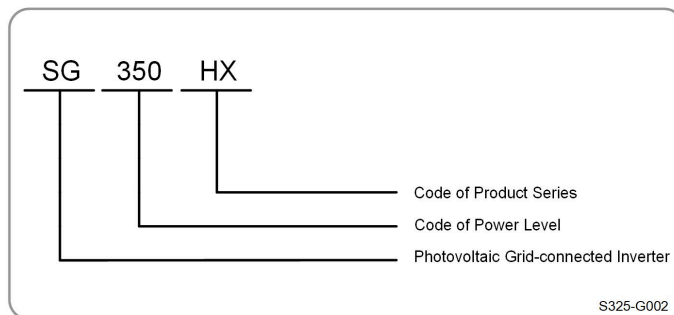 SG 350 HX
Code of Product Series
Code of Power Level
Photovoltaic Grid-connected Inverter
S325-G002